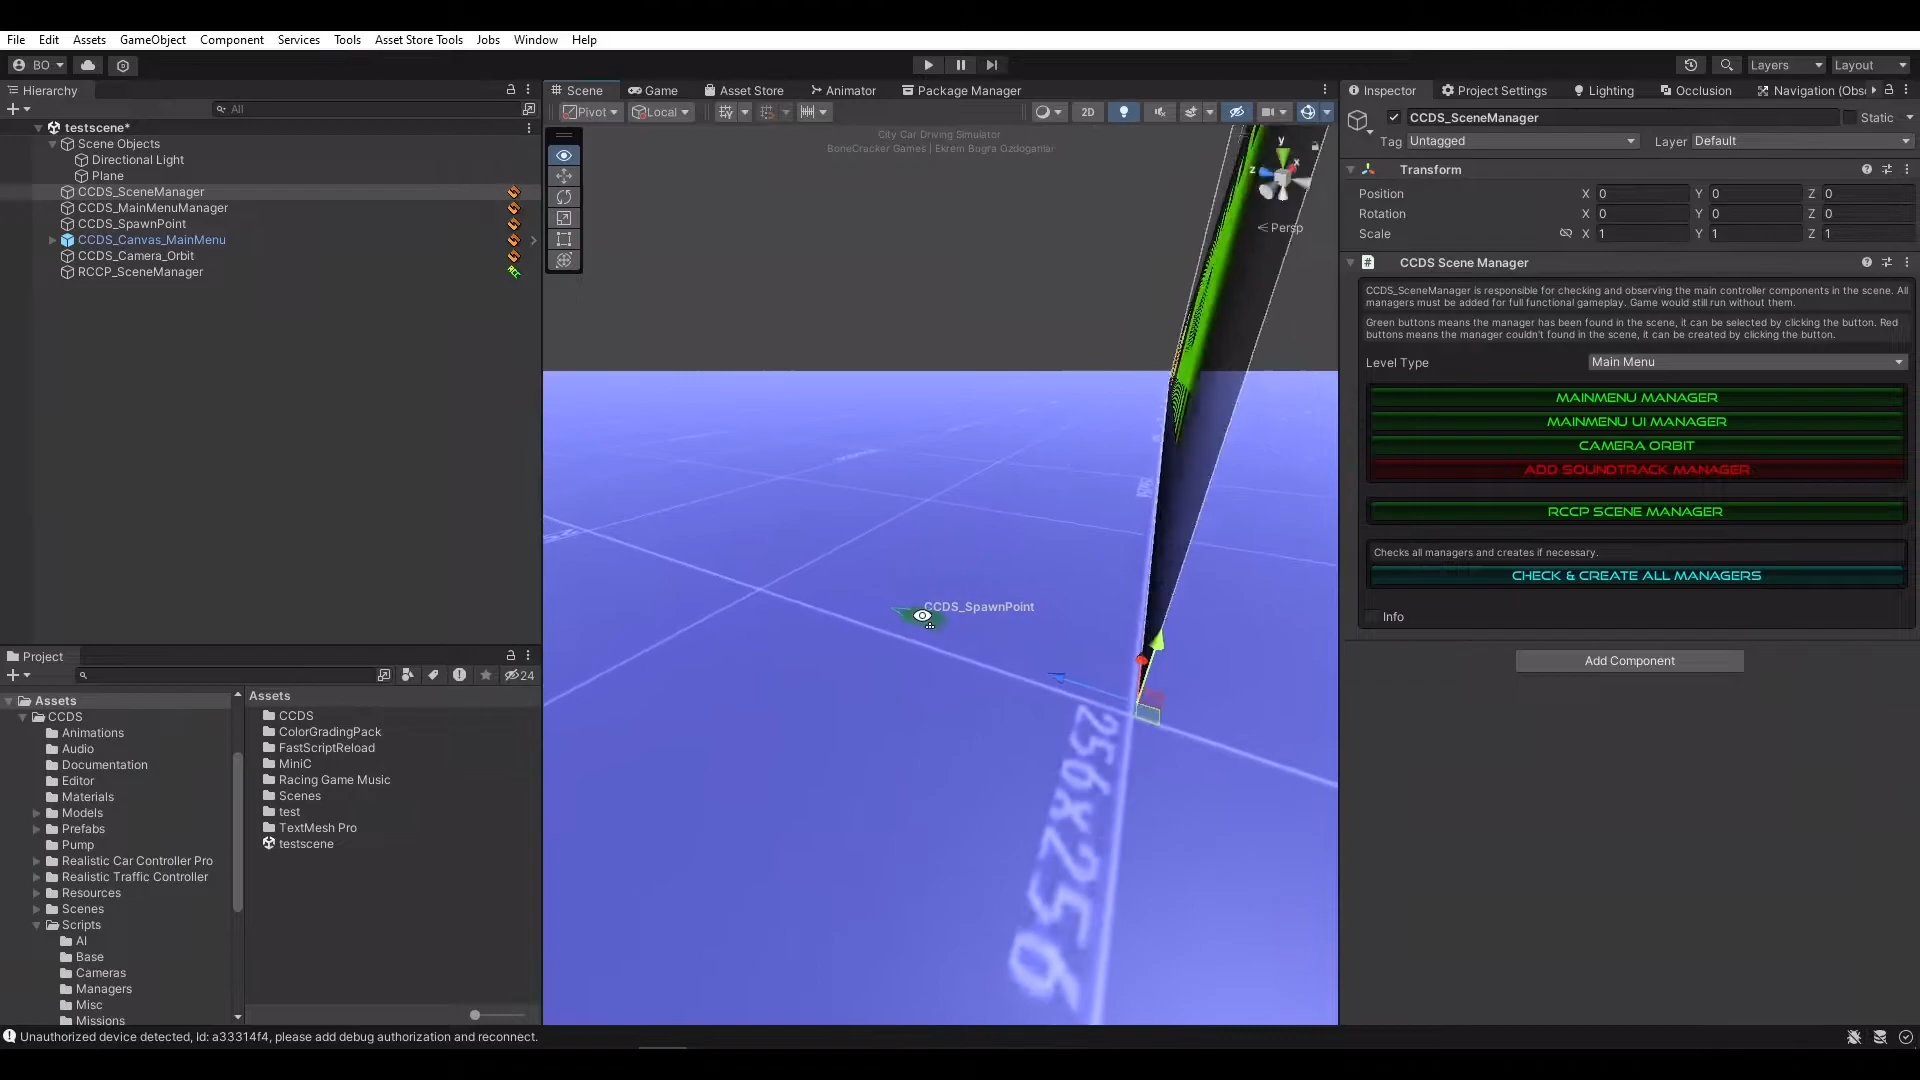 File Edit Assets GameObject Component Services Tools Asset Store Tools Jobs Window Help
BO
Layers Layout
Hierarchy
All
testscene*
Scene Objects
Directional Light
Plane
CCDS_SceneManager
CCDS_MainMenuManager
CCDS_SpawnPoint
CCDS_Canvas_MainMenu
CCDS_Camera_Orbit
RCCP_SceneManager
Scene Game Asset Store Animator Package Manager
Pivot Local 2D
City Car Driving Simulator
BoneCracker Games | Ekrem Bugra Ozdoganlar
y
x
z
< Persp
CCDS_SpawnPoint
256x256
Inspector Project Settings Lighting Occlusion Navigation (Obs
CCDS_SceneManager Static
Tag Untagged Layer Default
Transform
Position X 0 Y 0 Z 0
Rotation X 0 Y 0 Z 0
Scale X 1 Y 1 Z 1
# CCDS Scene Manager
CCDS_SceneManager is responsible for checking and observing the main controller components in the scene. All
managers must be added for full functional gameplay. Game would still run without them.
Green buttons means the manager has been found in the scene, it can be selected by clicking the button. Red
buttons means the manager couldn't found in the scene, it can be created by clicking the button.
Level Type Main Menu
MAINMENU MANAGER
MAINMENU UI MANAGER
CAMERA ORBIT
ADD SOUNDTRACK MANAGER
RCCP SCENE MANAGER
Checks all managers and creates if necessary.
CHECK & CREATE ALL MANAGERS
Info
Add Component
Project
24
Assets
CCDS
Animations
Audio
Documentation
Editor
Materials
Models
Prefabs
Pump
Realistic Car Controller Pro
Realistic Traffic Controller
Resources
Scenes
Scripts
AI
Base
Cameras
Managers
Misc
Missions
Assets
CCDS
ColorGradingPack
FastScriptReload
MiniC
Racing Game Music
Scenes
test
TextMesh Pro
testscene
Unauthorized device detected, Id: a33314f4, please add debug authorization and reconnect.